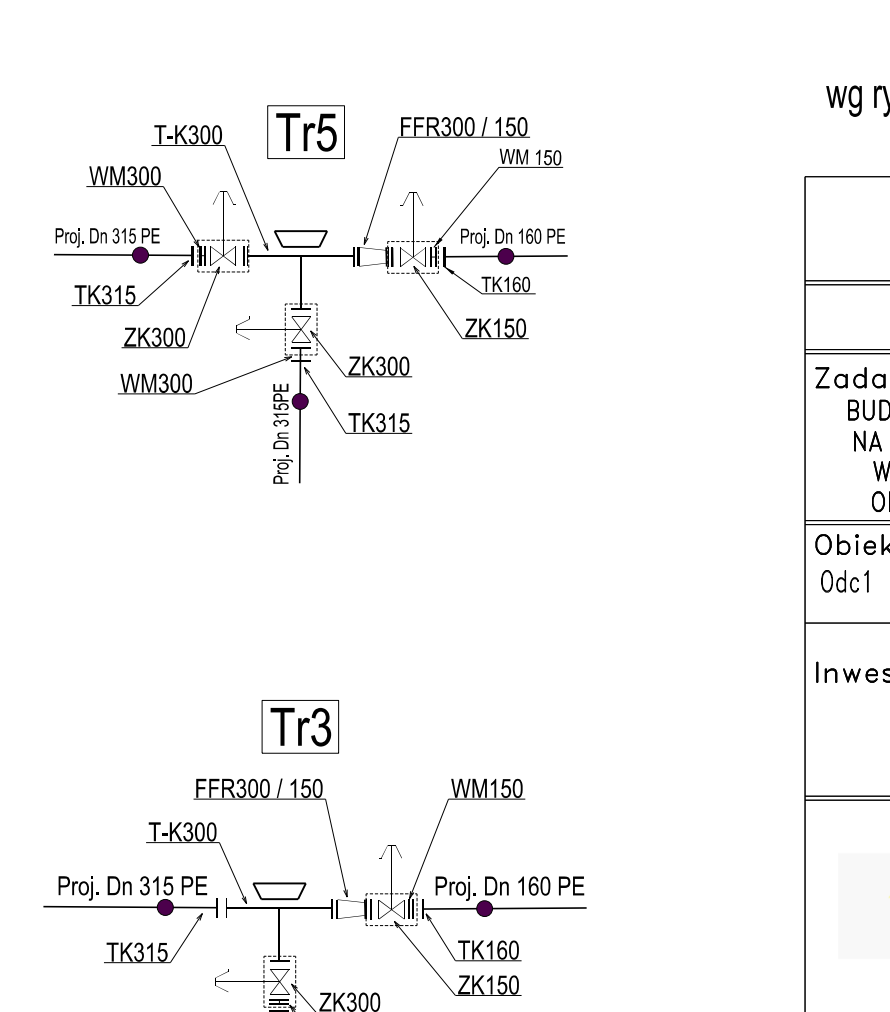 wg ry
Tr5
T-K300
FFR300 / 150
WM 150
WM300
Proj. Dn 315 PE
Proj. Dn 160 PE
TK315
TK160
ZK300
ZK150
ZK300
WM300
TK315
Proj. Dn 315PE
Zada
BUD
NA
W
Obiek
Odc1
Inwes
Tr3
FFR300 / 150
WM150
T-K300
Proj. Dn 315 PE
Proj. Dn 160 PE
TK315
TK160
ZK150
ZK300